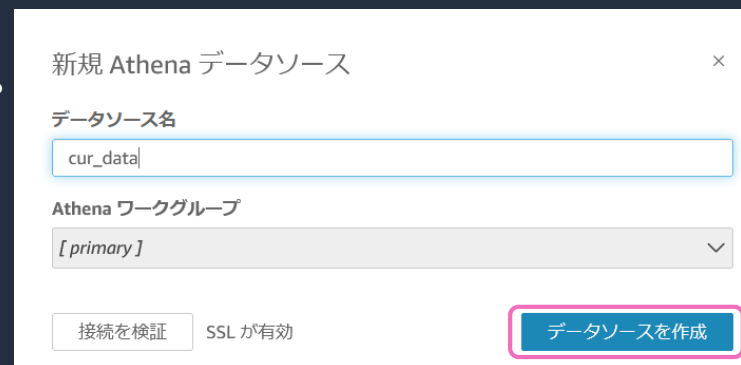 新規 Athena データソース
データソース名
cur_data
Athena ワークグループ
[ primary ]
接続を検証 SSL が有効 データソースを作成